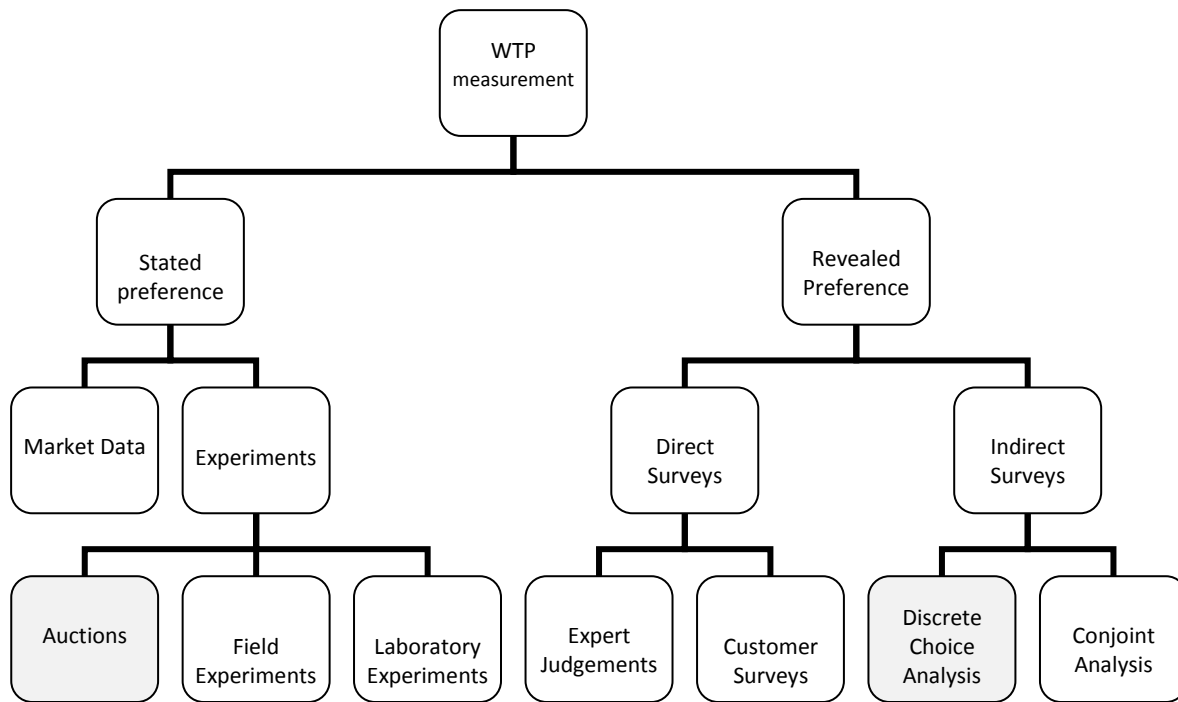 WTP
measurement
Stated
preference
Revealed
Preference
Market Data
Experiments
Direct
Surveys
Indirect
Surveys
Auctions
Field
Experiments
Laboratory
Experiments
Expert
Judgements
Customer
Surveys
Discrete
Choice
Analysis
Conjoint
Analysis